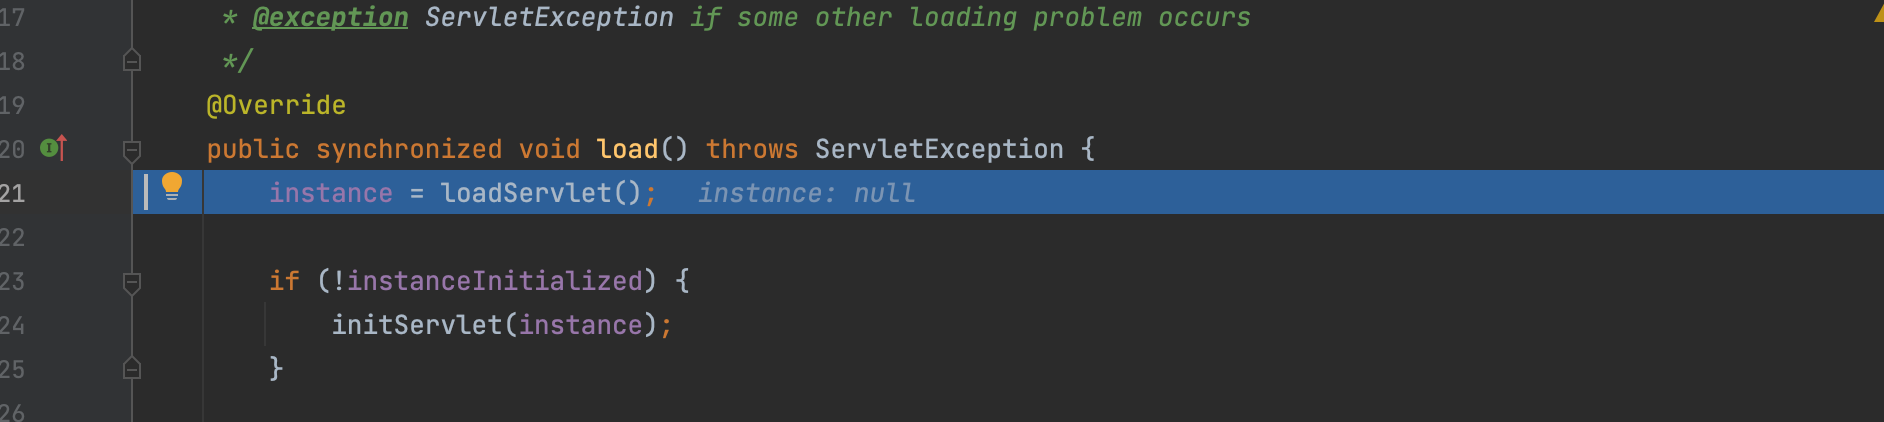 17 * @exception ServletException if some other loading problem occurs
18 */
19 @Override
20 public synchronized void load() throws ServletException {
21 instance = loadServlet(); instance: null
22
23 if (!instanceInitialized) {
24 initServlet(instance);
25 }
26